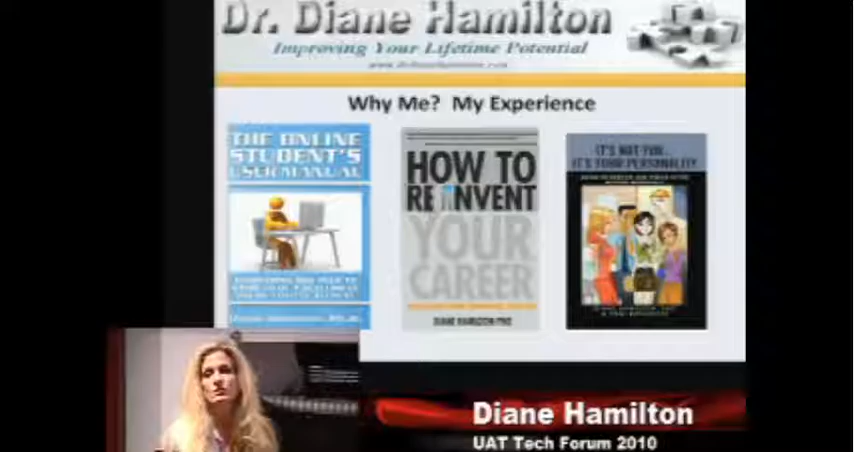 Dr. Diane Hamilton
Improving Your Lifetime Potential
Why Me? My Experience
THE ONLINE
STUDENT'S
USER MANUAL
HOW TO
REINVENT
YOUR
CAREER
DIANE HAMILTON PHD
IT'S NOT YOU...
IT'S YOUR PERSONALITY
Diane Hamilton
UAT Tech Forum 2010